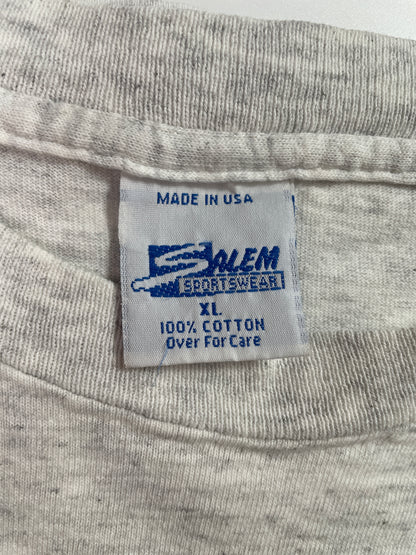 MADE IN USA
SALEM
SPORTSWEAR
XL
100% COTTON
Over For Care